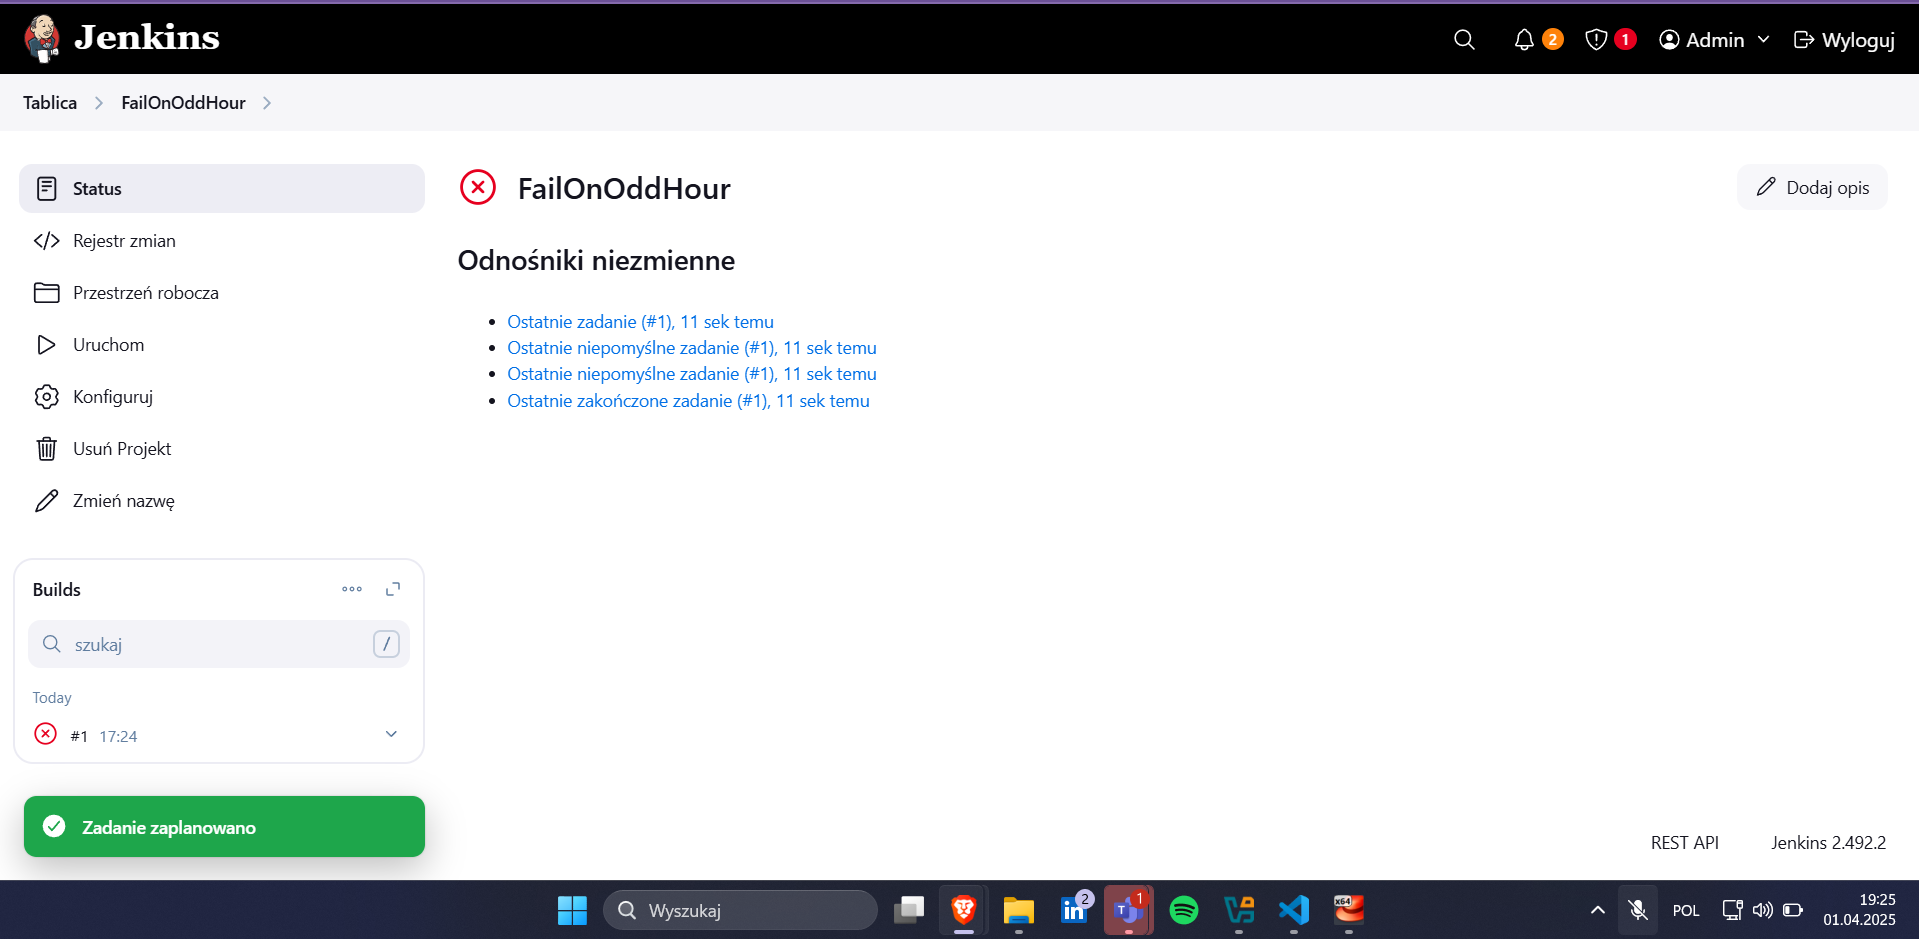 Jenkins
2
1
Admin
Wyloguj
Tablica
FailOnOddHour
Status
Rejestr zmian
Przestrzeń robocza
Uruchom
Konfiguruj
Usuń Projekt
Zmień nazwę
FailOnOddHour
Dodaj opis
Odnośniki niezmienne
Ostatnie zadanie (#1), 11 sek temu
Ostatnie niepomyślne zadanie (#1), 11 sek temu
Ostatnie niepomyślne zadanie (#1), 11 sek temu
Ostatnie zakończone zadanie (#1), 11 sek temu
Builds
szukaj
/
Today
#1 17:24
Zadanie zaplanowano
REST API
Jenkins 2.492.2
Wyszukaj
in
2
T
1
x64
POL
19:25
01.04.2025